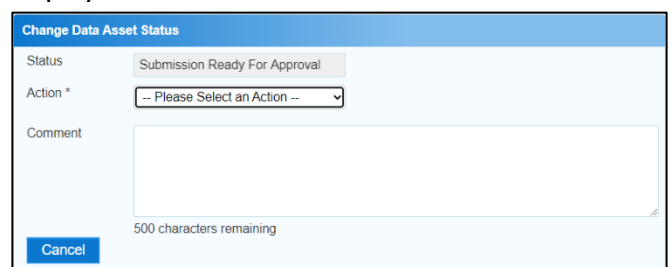 Change Data Asset Status
Status Submission Ready For Approval
Action * -- Please Select an Action --
Comment
500 characters remaining
Cancel